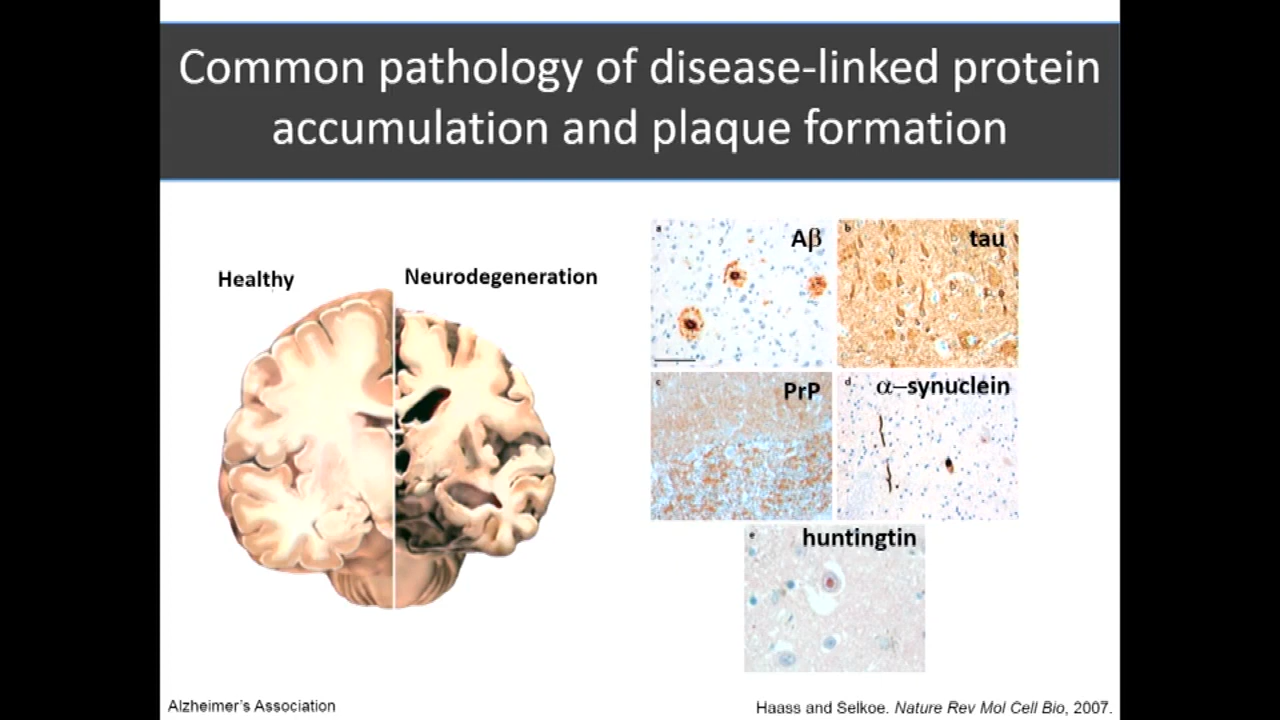 Common pathology of disease-linked protein
accumulation and plaque formation
Healthy
Neurodegeneration
a
Aβ
b
tau
c
PrP
d
α–synuclein
e
huntingtin
Alzheimer's Association
Haass and Selkoe. Nature Rev Mol Cell Bio, 2007.